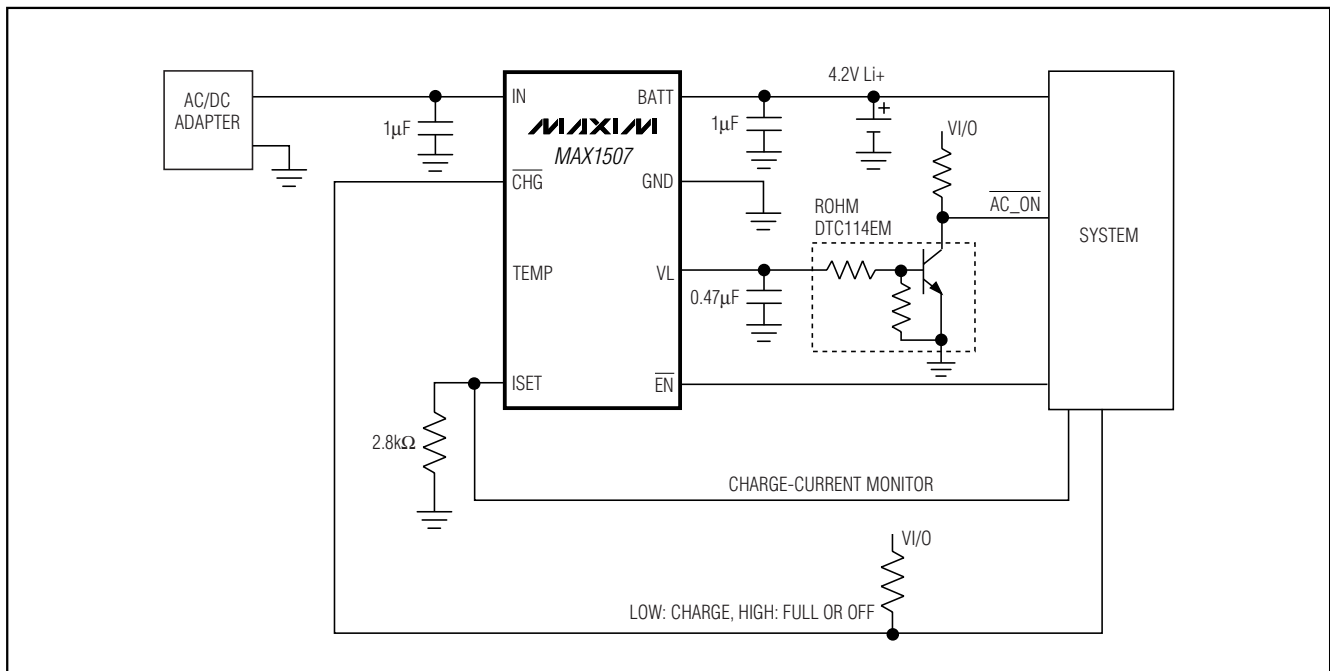 AC/DC
ADAPTER
1µF
IN
BATT
MAXIM
MAX1507
CHG
GND
TEMP
VL
ISET
EN
1µF
4.2V Li+
+
VI/O
AC_ON
ROHM
DTC114EM
0.47µF
SYSTEM
2.8kΩ
CHARGE-CURRENT MONITOR
VI/O
LOW: CHARGE, HIGH: FULL OR OFF